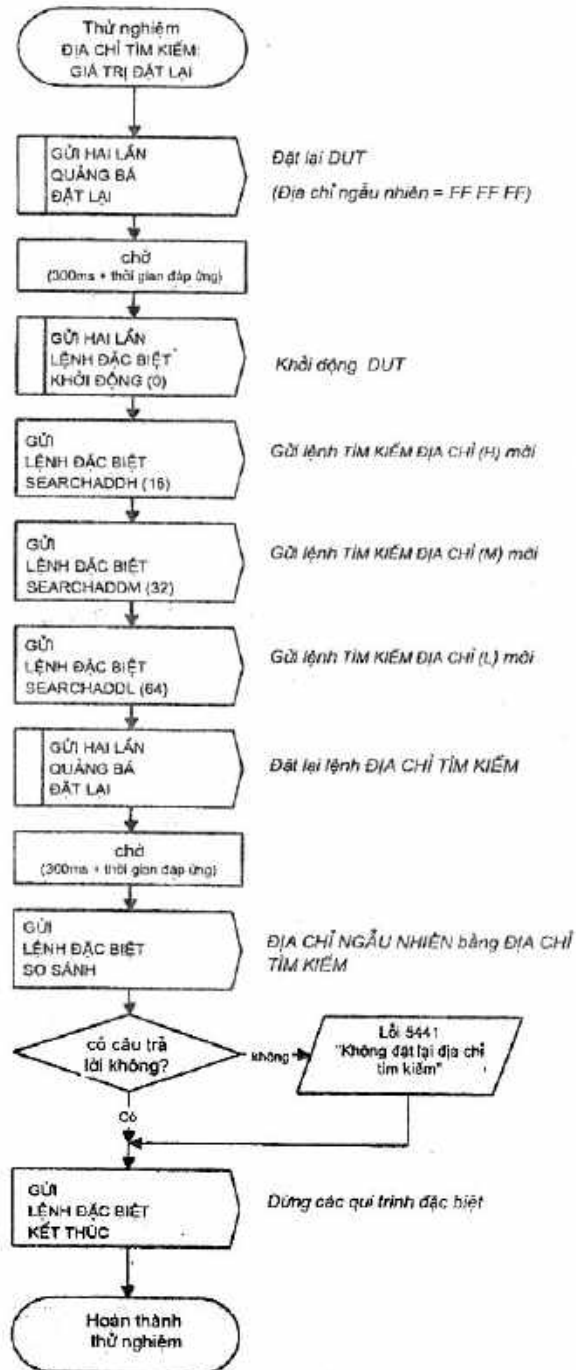 Thử nghiệm
ĐỊA CHỈ TÌM KIẾM:
GIÁ TRỊ ĐẶT LẠI
GỬI HAI LẦN
QUẢNG BÁ
ĐẶT LẠI
Đặt lại DUT
(Địa chỉ ngẫu nhiên = FF FF FF)
chờ
(300ms + thời gian đáp ứng)
GỬI HAI LẦN
LỆNH ĐẶC BIỆT
KHỞI ĐỘNG (0)
Khởi động DUT
GỬI
LỆNH ĐẶC BIỆT
SEARCHADDH (16)
Gửi lệnh TÌM KIẾM ĐỊA CHỈ (H) mới
GỬI
LỆNH ĐẶC BIỆT
SEARCHADDM (32)
Gửi lệnh TÌM KIẾM ĐỊA CHỈ (M) mới
GỬI
LỆNH ĐẶC BIỆT
SEARCHADDL (64)
Gửi lệnh TÌM KIẾM ĐỊA CHỈ (L) mới
GỬI HAI LẦN
QUẢNG BÁ
ĐẶT LẠI
Đặt lại lệnh ĐỊA CHỈ TÌM KIẾM
chờ
(300ms + thời gian đáp ứng)
GỬI
LỆNH ĐẶC BIỆT
SO SÁNH
ĐỊA CHỈ NGẪU NHIÊN bằng ĐỊA CHỈ
TÌM KIẾM
có câu trả
lời không?
không
Lỗi 5441
"Không đặt lại địa chỉ
tìm kiếm"
Có
GỬI
LỆNH ĐẶC BIỆT
KẾT THÚC
Dừng các qui trình đặc biệt
Hoàn thành
thử nghiệm